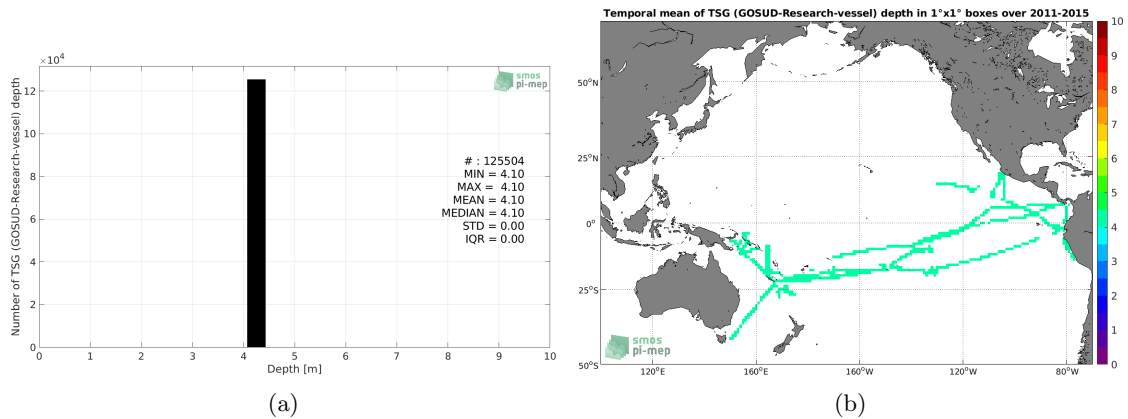 ×10⁴
Number of TSG (GOSUD-Research-vessel) depth
12
10
8
6
4
2
0
0 1 2 3 4 5 6 7 8 9 10
Depth [m]
smos
pi-mep
# : 125504
MIN = 4.10
MAX = 4.10
MEAN = 4.10
MEDIAN = 4.10
STD = 0.00
IQR = 0.00
(a)
Temporal mean of TSG (GOSUD-Research-vessel) depth in 1°x1° boxes over 2011-2015
50°N
25°N
0°
25°S
50°S
120°E 160°E 160°W 120°W 80°W
smos
pi-mep
10
9
8
7
6
5
4
3
2
1
0
(b)